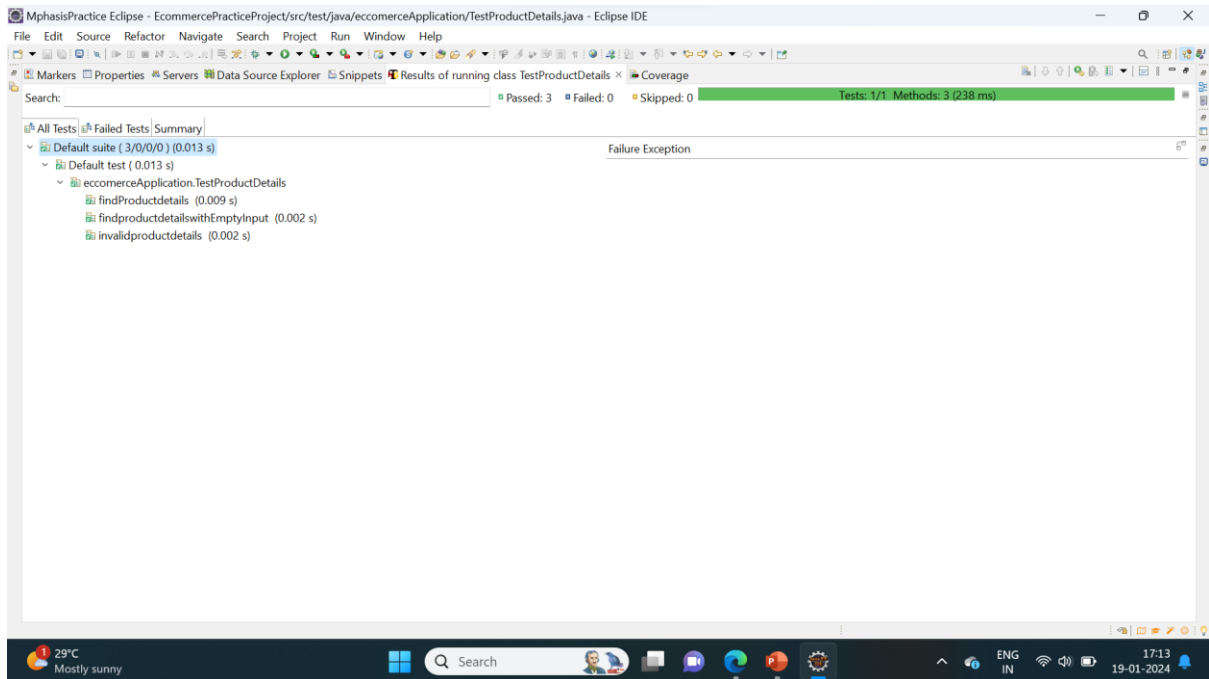 MphasisPractice Eclipse - EcommercePracticeProject/src/test/java/eccomerceApplication/TestProductDetails.java - Eclipse IDE
File Edit Source Refactor Navigate Search Project Run Window Help
Markers Properties Servers Data Source Explorer Snippets Results of running class TestProductDetails Coverage
Search: Passed: 3 Failed: 0 Skipped: 0 Tests: 1/1 Methods: 3 (238 ms)
All Tests Failed Tests Summary
Default suite ( 3/0/0/0 ) (0.013 s) Failure Exception
Default test ( 0.013 s)
eccomerceApplication.TestProductDetails
findProductdetails (0.009 s)
findproductdetailswithEmptyInput (0.002 s)
invalidproductdetails (0.002 s)
1 29°C Mostly sunny
Search
ENG IN
17:13
19-01-2024